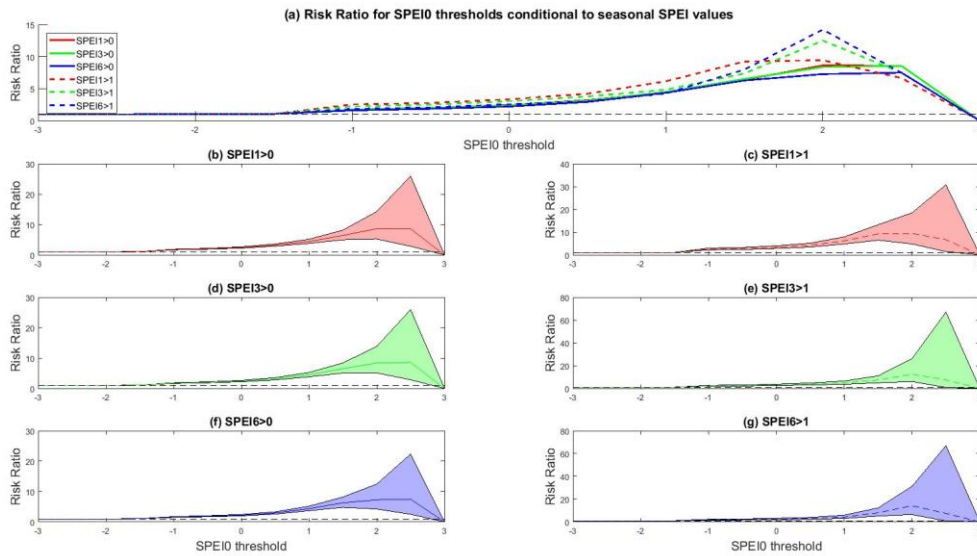 (a) Risk Ratio for SPEI0 thresholds conditional to seasonal SPEI values
Risk Ratio
15
10
5
0
SPEI1>0
SPEI3>0
SPEI6>0
SPEI1>1
SPEI3>1
SPEI6>1
-3 -2 -1 0 1 2
SPEI0 threshold
(b) SPEI1>0
Risk Ratio
30
20
10
0
-3 -2 -1 0 1 2 3
(c) SPEI1>1
Risk Ratio
40
30
20
10
0
-3 -2 -1 0 1 2
(d) SPEI3>0
Risk Ratio
30
20
10
0
-3 -2 -1 0 1 2 3
(e) SPEI3>1
Risk Ratio
80
60
40
20
0
-3 -2 -1 0 1 2
(f) SPEI6>0
Risk Ratio
30
20
10
0
-3 -2 -1 0 1 2 3
SPEI0 threshold
(g) SPEI6>1
Risk Ratio
80
60
40
20
0
-3 -2 -1 0 1 2
SPEI0 threshold